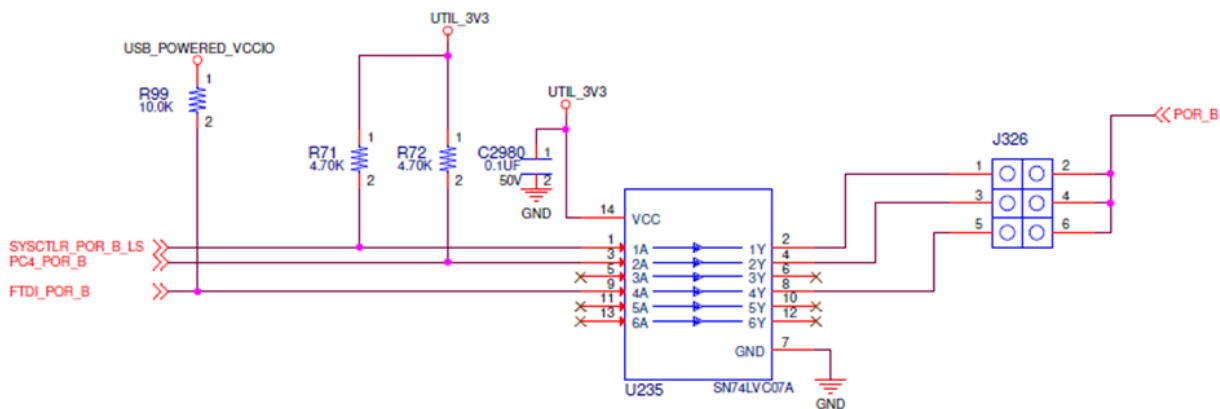 UTIL_3V3
USB_POWERED_VCCIO
1
R99
10.0K
2
UTIL_3V3
1
R71
4.70K
2
1
R72
4.70K
2
C2980
1
0.1UF
50V
2
GND
POR_B
J326
1 2
3 4
5 6
14 VCC
SYSCTLR_POR_B_LS
1 1A 1Y 2
PC4_POR_B
3 2A 2Y 4
5 3A 3Y 6
FTDI_POR_B
9 4A 4Y 8
11 5A 5Y 10
13 6A 6Y 12
GND 7
U235 SN74LVC07A
GND